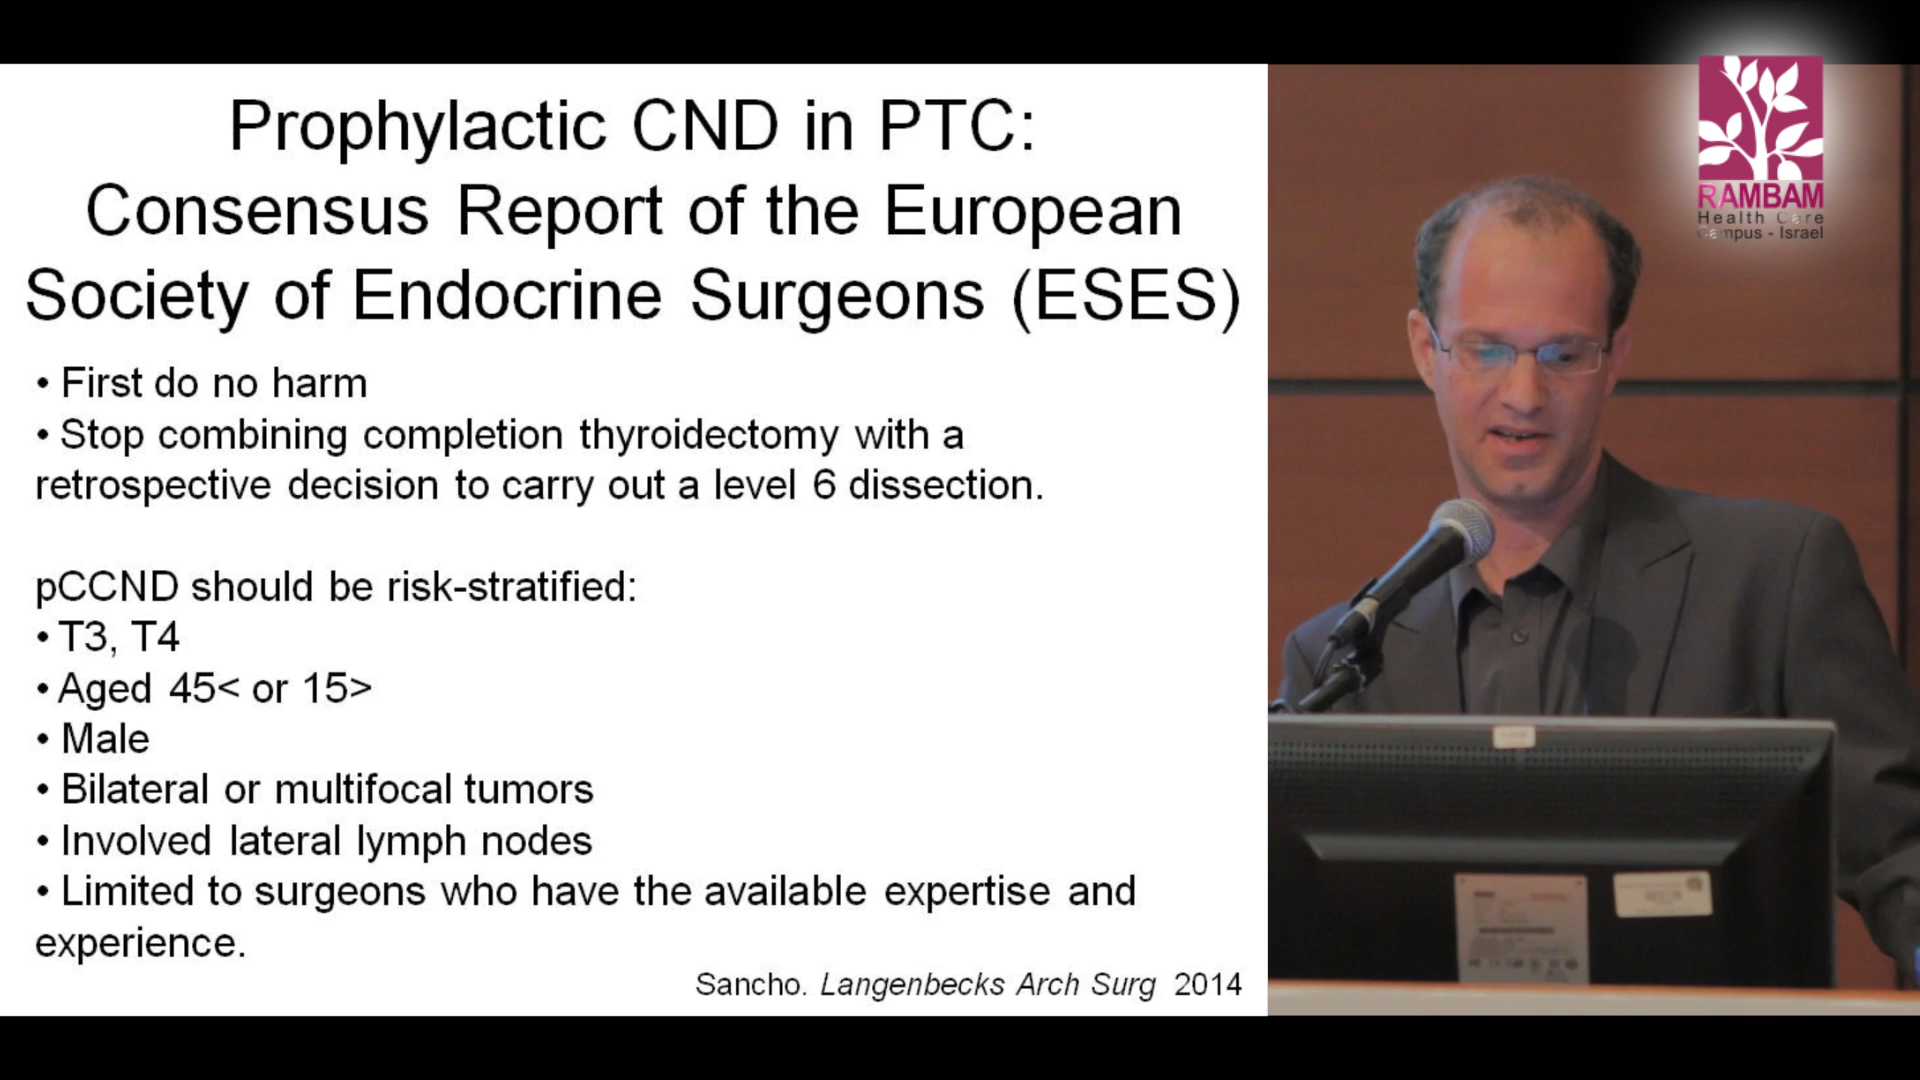 Prophylactic CND in PTC:
Consensus Report of the European
Society of Endocrine Surgeons (ESES)
• First do no harm
• Stop combining completion thyroidectomy with a
retrospective decision to carry out a level 6 dissection.
pCCND should be risk-stratified:
• T3, T4
• Aged 45< or 15>
• Male
• Bilateral or multifocal tumors
• Involved lateral lymph nodes
• Limited to surgeons who have the available expertise and
experience.
Sancho. Langenbecks Arch Surg 2014
RAMBAM
Health Care
Campus - Israel